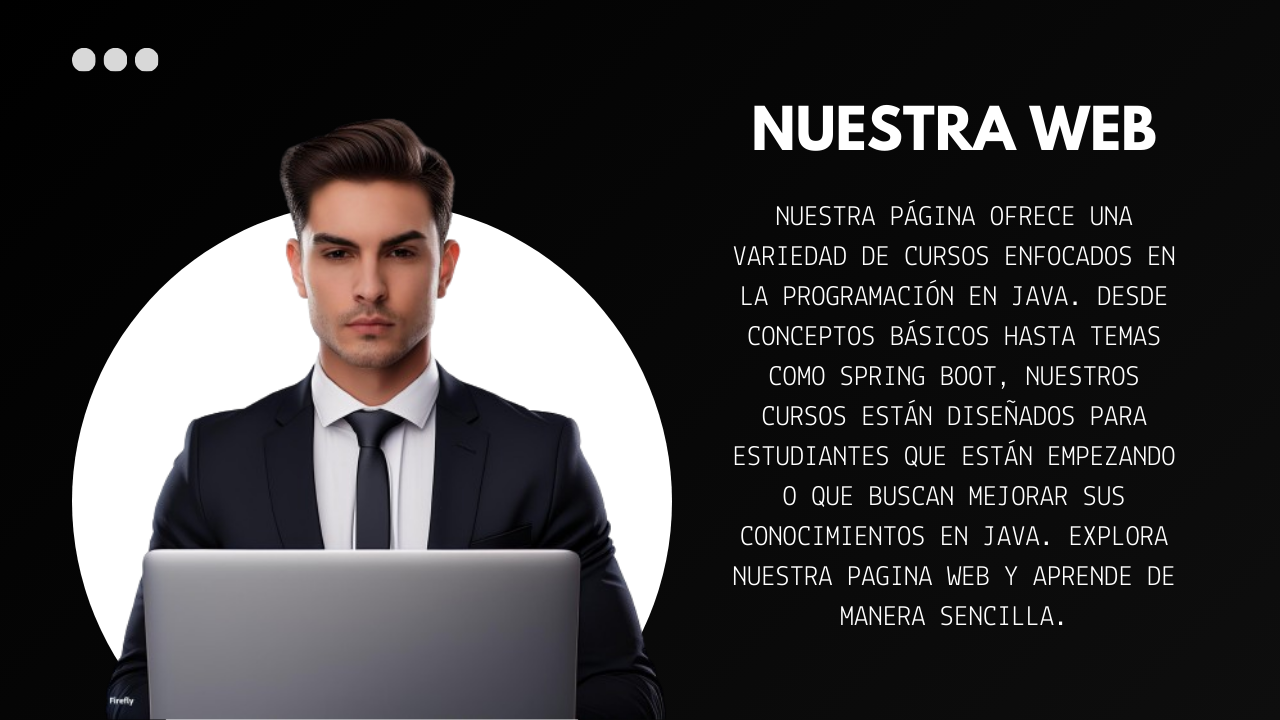 NUESTRA WEB
NUESTRA PÁGINA OFRECE UNA
VARIEDAD DE CURSOS ENFOCADOS EN
LA PROGRAMACIÓN EN JAVA. DESDE
CONCEPTOS BÁSICOS HASTA TEMAS
COMO SPRING BOOT, NUESTROS
CURSOS ESTÁN DISEÑADOS PARA
ESTUDIANTES QUE ESTÁN EMPEZANDO
O QUE BUSCAN MEJORAR SUS
CONOCIMIENTOS EN JAVA. EXPLORA
NUESTRA PAGINA WEB Y APRENDE DE
MANERA SENCILLA.
Firefly